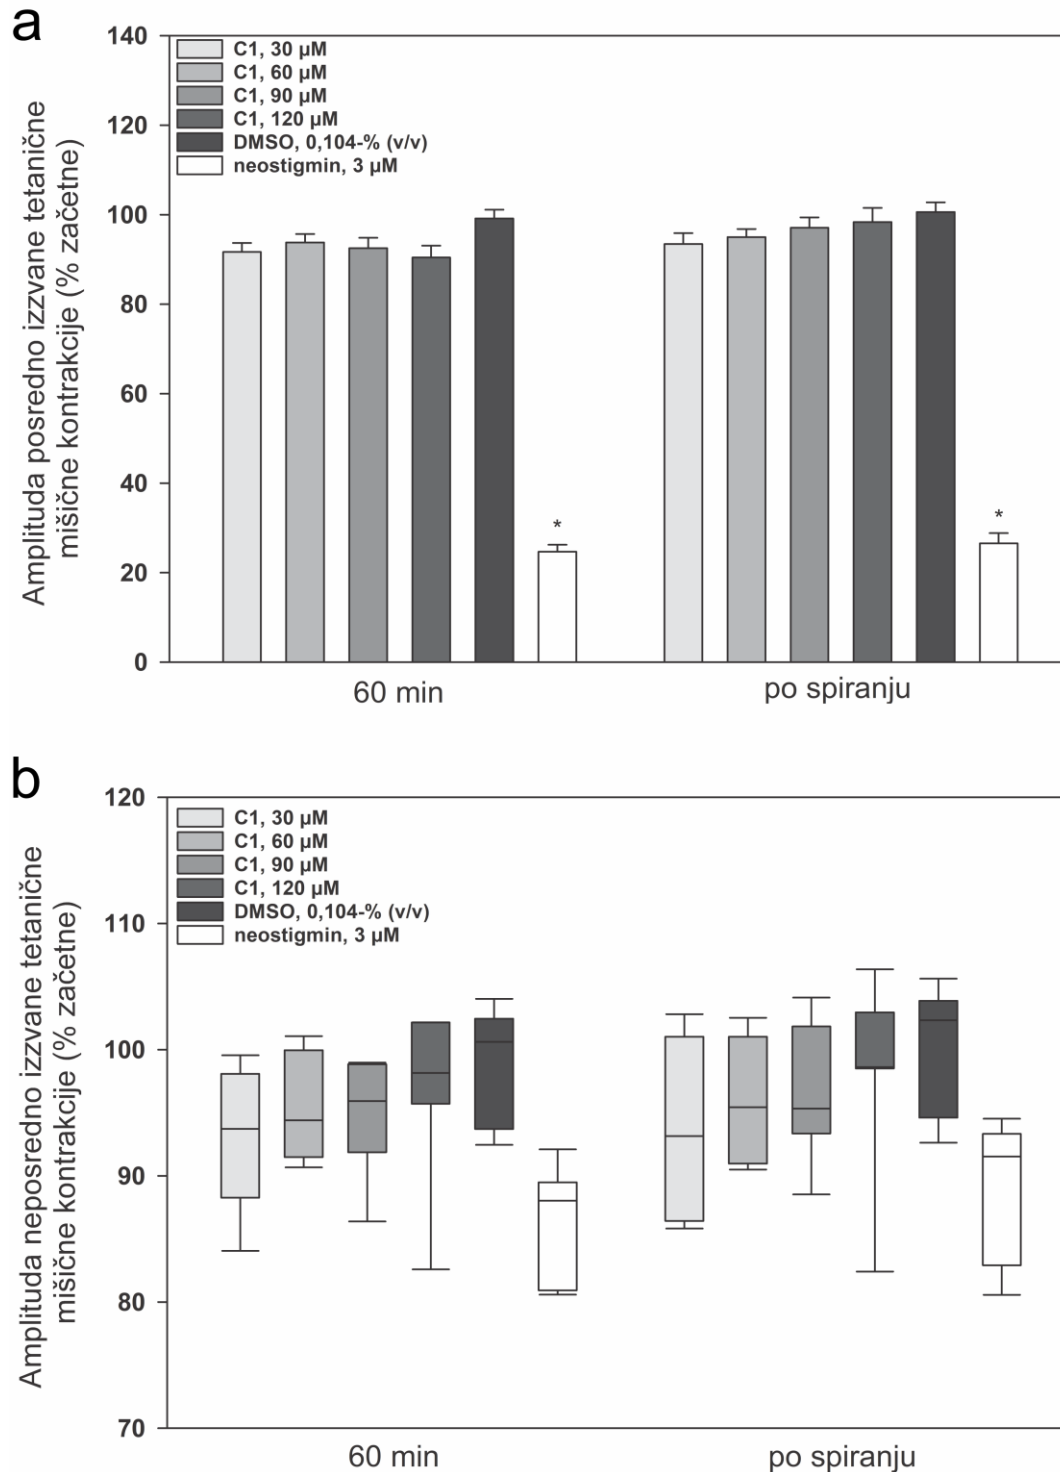 a
Amplituda posredno izzvane tetanične
mišične kontrakcije (% začetne)
140
120
100
80
60
40
20
0
C1, 30 µM
C1, 60 µM
C1, 90 µM
C1, 120 µM
DMSO, 0,104-% (v/v)
neostigmin, 3 µM
*
*
60 min
po spiranju
b
Amplituda neposredno izzvane tetanične
mišične kontrakcije (% začetne)
120
110
100
90
80
70
C1, 30 µM
C1, 60 µM
C1, 90 µM
C1, 120 µM
DMSO, 0,104-% (v/v)
neostigmin, 3 µM
60 min
po spiranju